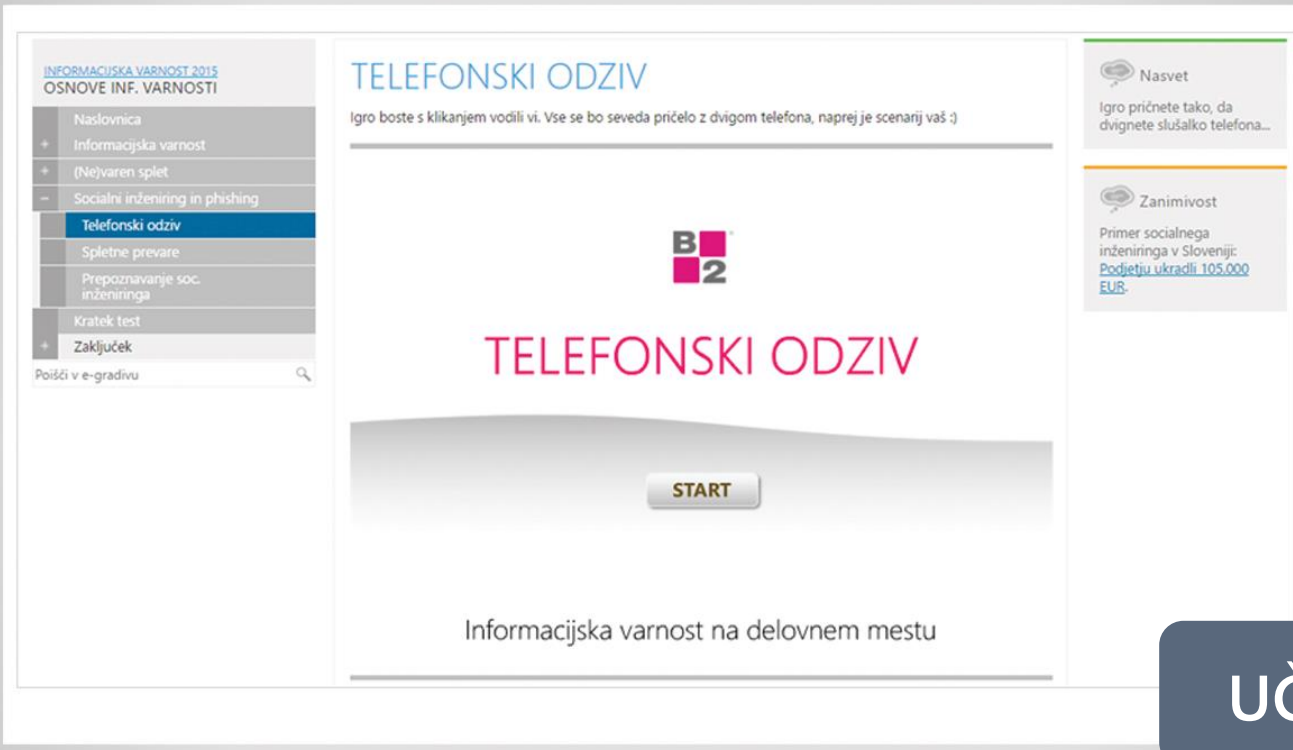 INFORMACIJSKA VARNOST 2015
OSNOVE INF. VARNOSTI
Naslovnica
+ Informacijska varnost
+ (Ne)varen splet
− Socialni inženiring in phishing
Telefonski odziv
Spletne prevare
Prepoznavanje soc.
inženiringa
Kratek test
+ Zaključek
Poišči v e-gradivu
TELEFONSKI ODZIV
Igro boste s klikanjem vodili vi. Vse se bo seveda pričelo z dvigom telefona, naprej je scenarij vaš :)
B
2
TELEFONSKI ODZIV
START
Informacijska varnost na delovnem mestu
Nasvet
Igro pričnete tako, da
dvignete slušalko telefona...
Zanimivost
Primer socialnega
inženiringa v Sloveniji:
Podjetju ukradli 105.000
EUR.